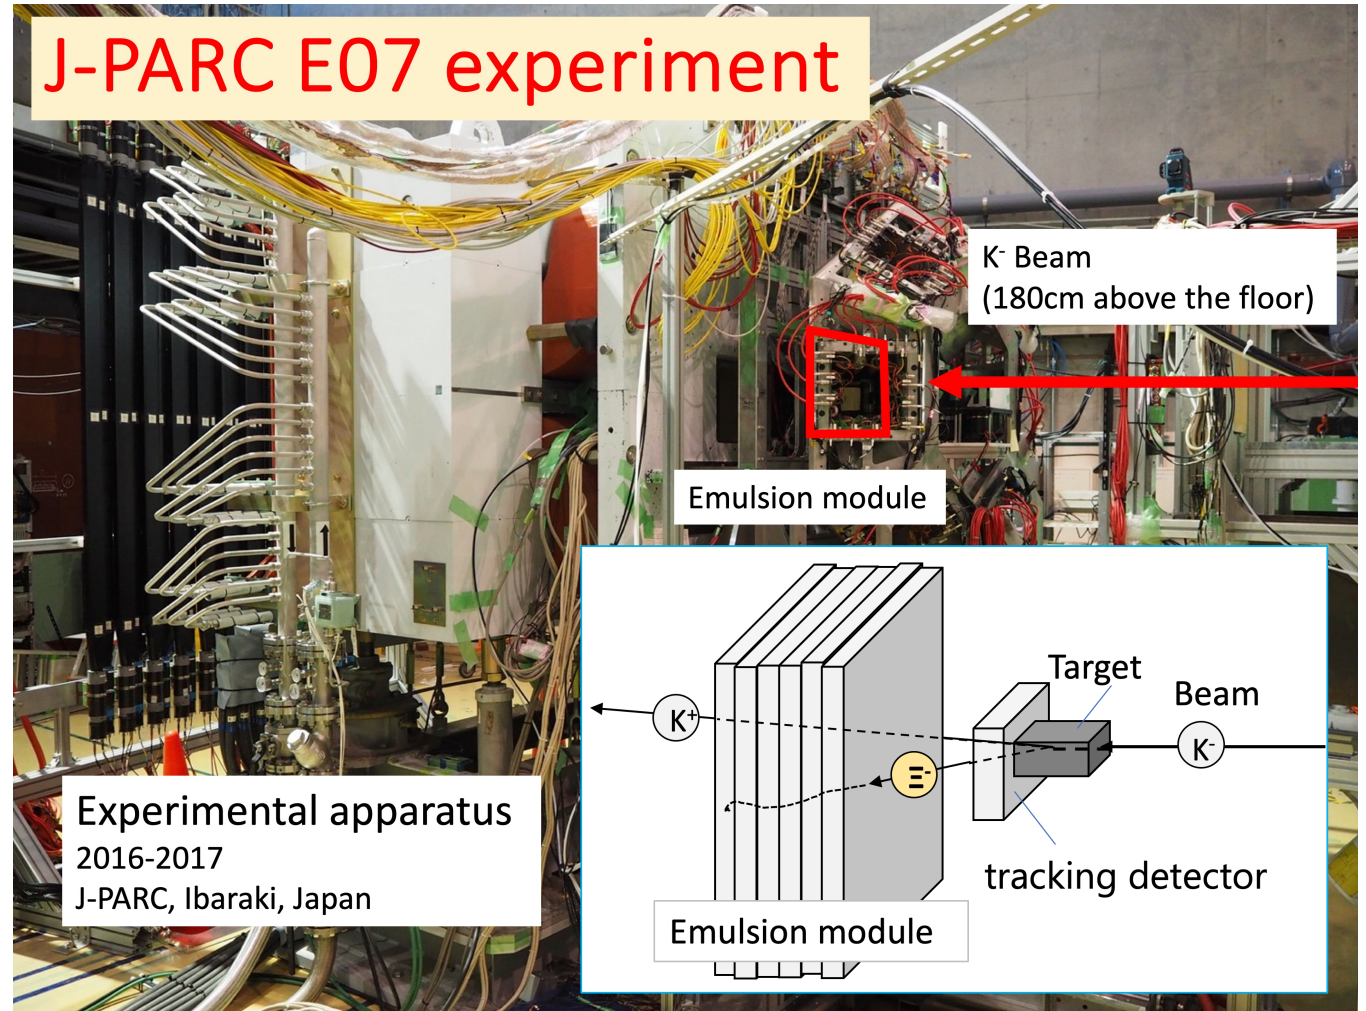 J-PARC E07 experiment
K⁻ Beam
(180cm above the floor)
Emulsion module
Target
Beam
K⁺
K⁻
Ξ⁻
tracking detector
Emulsion module
Experimental apparatus
2016-2017
J-PARC, Ibaraki, Japan